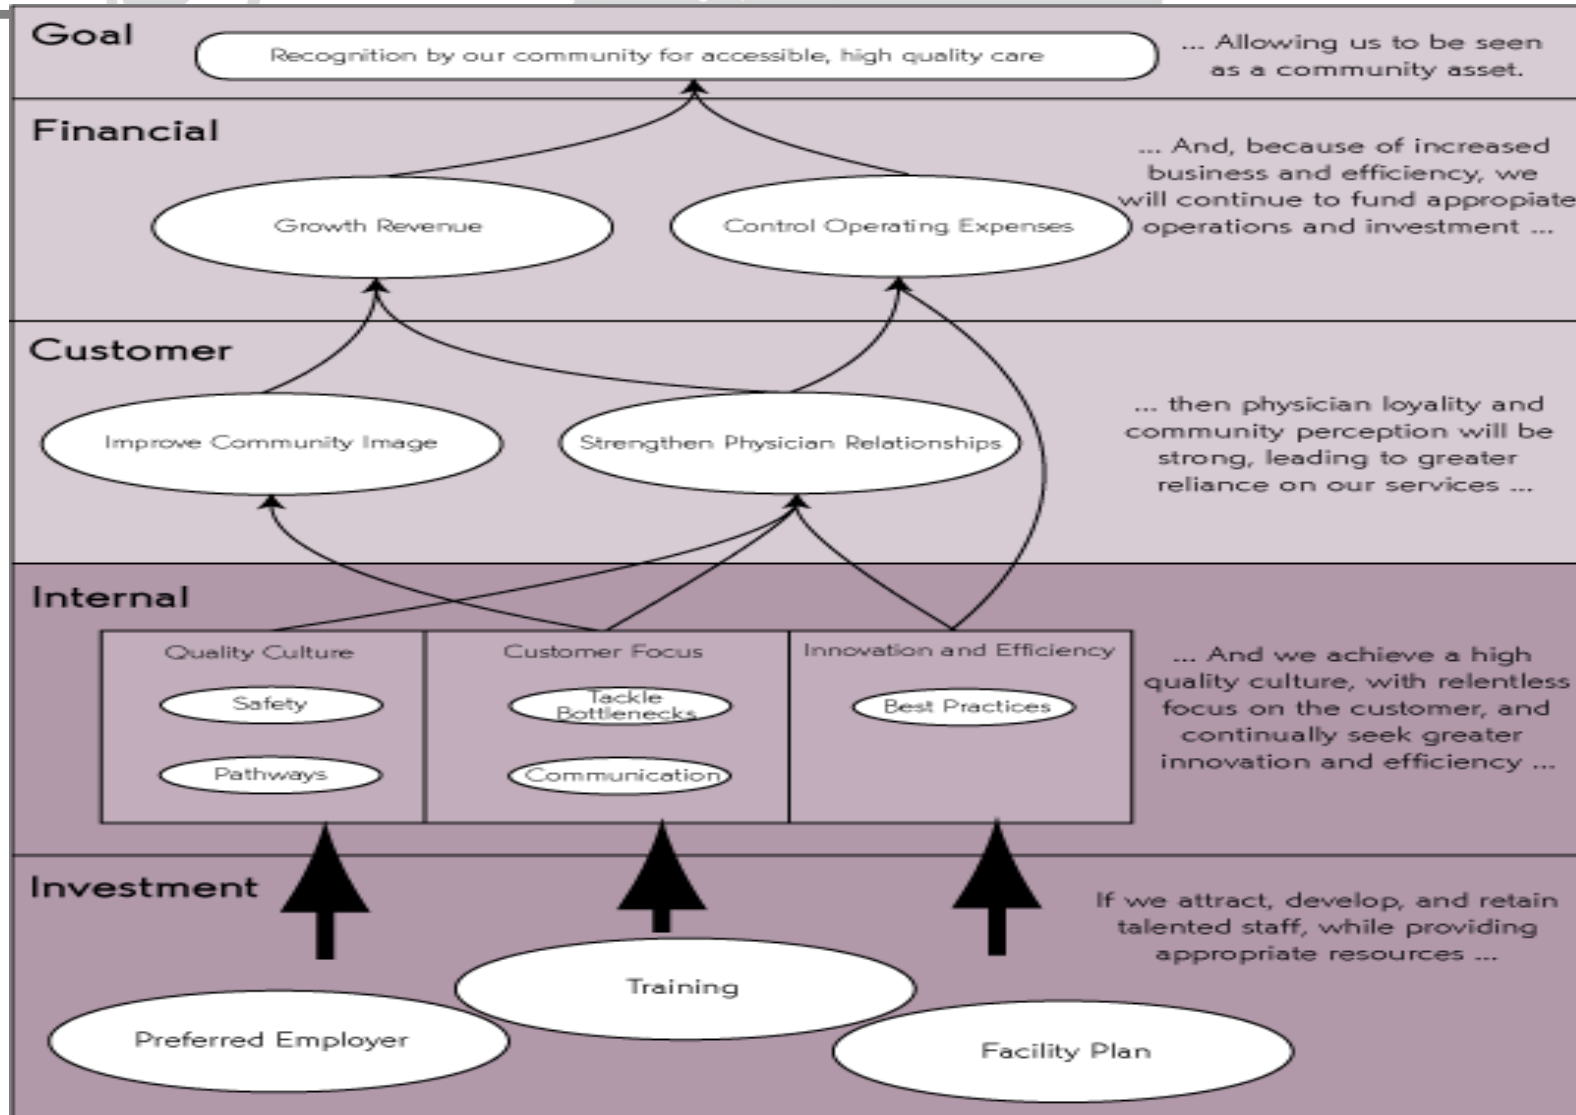 Goal
Recognition by our community for accessible, high quality care
... Allowing us to be seen
as a community asset.
Financial
... And, because of increased
business and efficiency, we
will continue to fund appropiate
operations and investment ...
Growth Revenue
Control Operating Expenses
Customer
... then physician loyality and
community perception will be
strong, leading to greater
reliance on our services ...
Improve Community Image
Strengthen Physician Relationships
Internal
Quality Culture
Safety
Pathways
Customer Focus
Tackle
Bottlenecks
Communication
Innovation and Efficiency
Best Practices
... And we achieve a high
quality culture, with relentless
focus on the customer, and
continually seek greater
innovation and efficiency ...
Investment
If we attract, develop, and retain
talented staff, while providing
appropriate resources ...
Preferred Employer
Training
Facility Plan